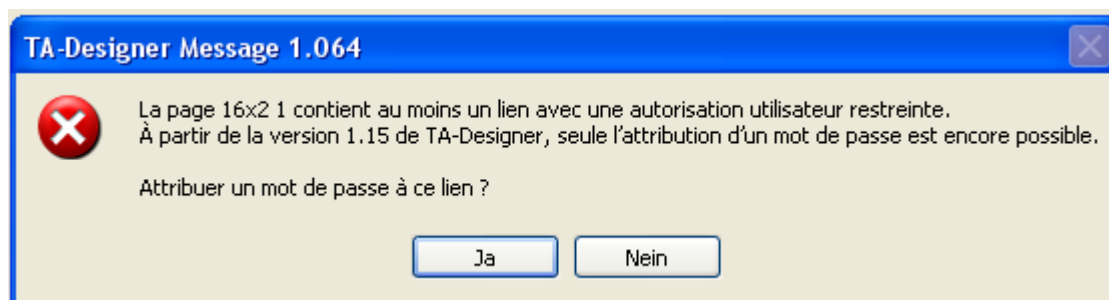 TA-Designer Message 1.064
La page 16x2 1 contient au moins un lien avec une autorisation utilisateur restreinte.
À partir de la version 1.15 de TA-Designer, seule l'attribution d'un mot de passe est encore possible.
Attribuer un mot de passe à ce lien ?
Ja
Nein